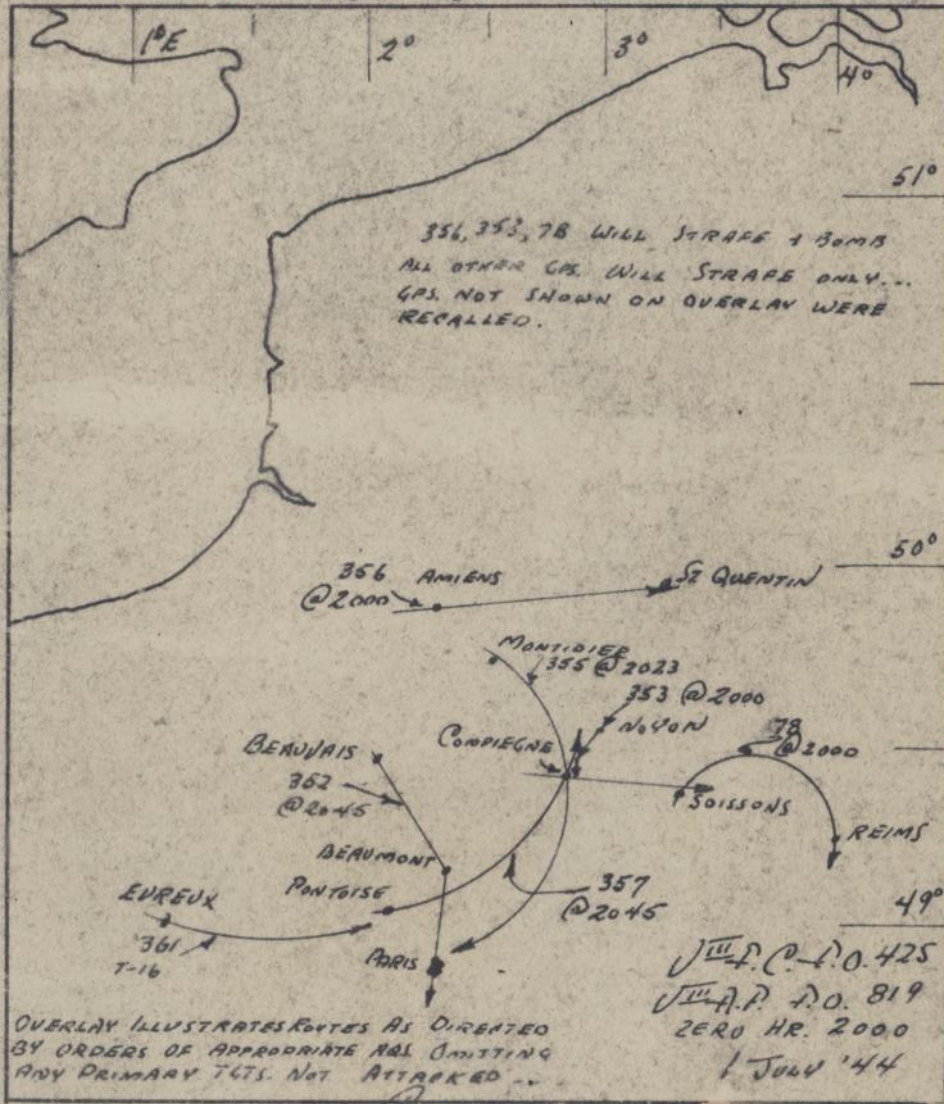 1°E
2°
3°
4°
51°
356, 353, 78 WILL STRAFE & BOMB
ALL OTHER GPS. WILL STRAFE ONLY...
GPS. NOT SHOWN ON OVERLAY WERE
RECALLED.
50°
356 AMIENS
@ 2000
ST QUENTIN
MONTIDIER
355 @ 2023
353 @ 2000
NOYON
78
@ 2000
COMPIEGNE
BEAUVAIS
352
@ 2045
SOISSONS
REIMS
BEAUMONT
PONTOISE
EVREUX
357
@ 2045
49°
361
T-16
PARIS
VIII F.C. F.O. 425
VIII A.F. F.O. 819
ZERO HR. 2000
1 JULY '44
OVERLAY ILLUSTRATES ROUTES AS DIRECTED
BY ORDERS OF APPROPRIATE HQS OMITTING
ANY PRIMARY TGTS. NOT ATTACKED ...